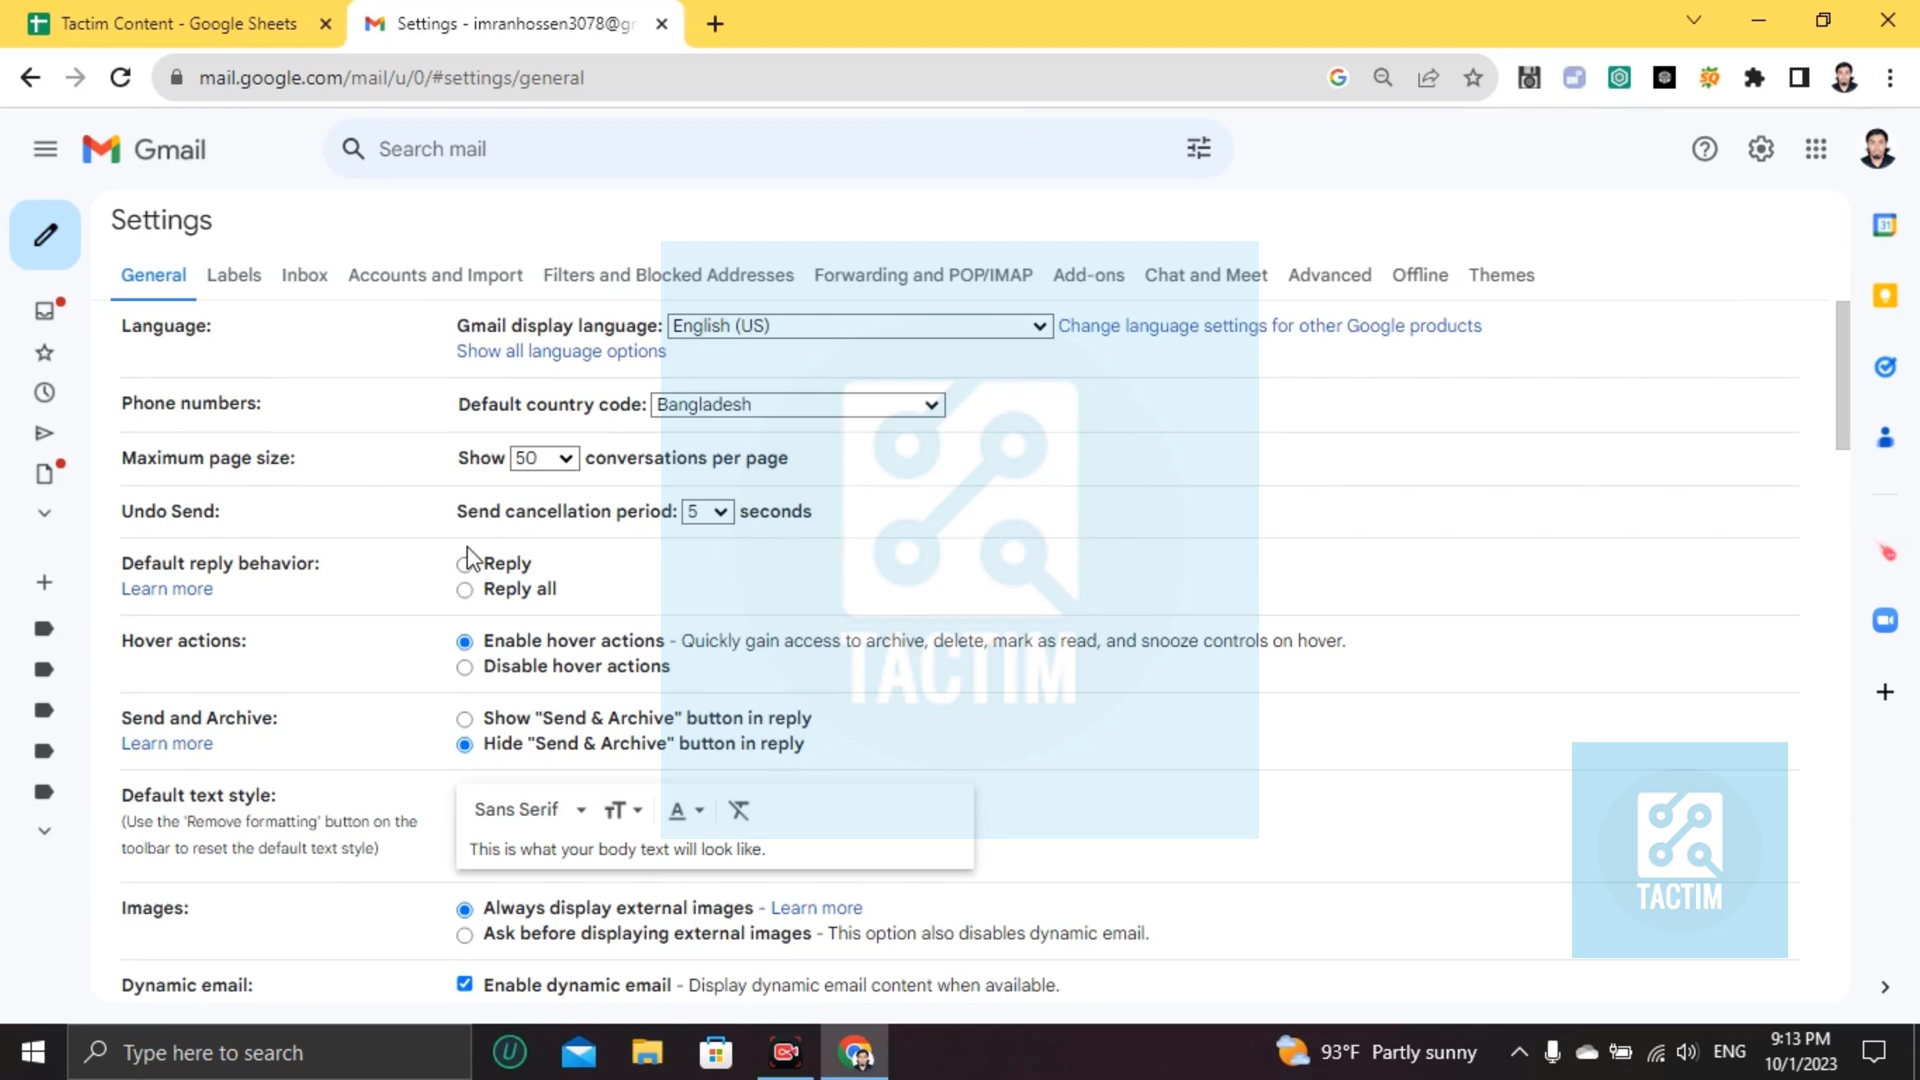 Tactim Content - Google Sheets
Settings - imranhossen3078@gm
mail.google.com/mail/u/0/#settings/general
Gmail
Search mail
Settings
General Labels Inbox Accounts and Import Filters and Blocked Addresses Forwarding and POP/IMAP Add-ons Chat and Meet Advanced Offline Themes
Language:
Gmail display language: English (US) Change language settings for other Google products
Show all language options
Phone numbers:
Default country code: Bangladesh
Maximum page size:
Show 50 conversations per page
Undo Send:
Send cancellation period: 5 seconds
Default reply behavior:
Learn more
Reply
Reply all
Hover actions:
Enable hover actions - Quickly gain access to archive, delete, mark as read, and snooze controls on hover.
Disable hover actions
TACTIM
Send and Archive:
Learn more
Show "Send & Archive" button in reply
Hide "Send & Archive" button in reply
Default text style:
(Use the 'Remove formatting' button on the
toolbar to reset the default text style)
Sans Serif
This is what your body text will look like.
TACTIM
Images:
Always display external images - Learn more
Ask before displaying external images - This option also disables dynamic email.
Dynamic email:
Enable dynamic email - Display dynamic email content when available.
Type here to search
93°F Partly sunny
ENG
9:13 PM
10/1/2023